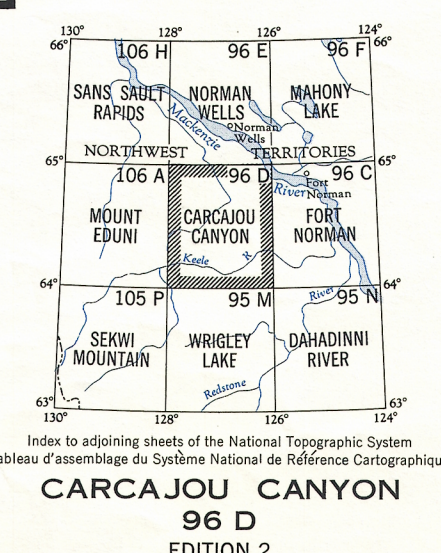 130° 128° 126° 124°
66° 66°
106 H 96 E 96 F
SANS SAULT NORMAN MAHONY
RAPIDS WELLS LAKE
Mackenzie
Norman
Wells
NORTHWEST TERRITORIES
65° 65°
106 A 96 D 96 C
River
Fort
Norman
MOUNT CARCAJOU FORT
EDUNI CANYON NORMAN
Keele R
64° 64°
105 P 95 M 95 N
River
SEKWI WRIGLEY DAHADINNI
MOUNTAIN LAKE RIVER
Redstone
63° 63°
130° 128° 126° 124°
Index to adjoining sheets of the National Topographic System
ableau d'assemblage du Système National de Référence Cartographiqu
CARCAJOU CANYON
96 D
EDITION 2